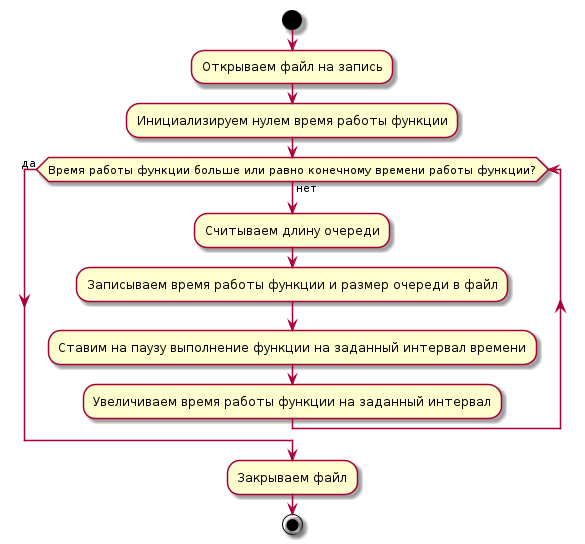 Открываем файл на запись
Инициализируем нулем время работы функции
да
Время работы функции больше или равно конечному времени работы функции?
нет
Считываем длину очереди
Записываем время работы функции и размер очереди в файл
Ставим на паузу выполнение функции на заданный интервал времени
Увеличиваем время работы функции на заданный интервал
Закрываем файл